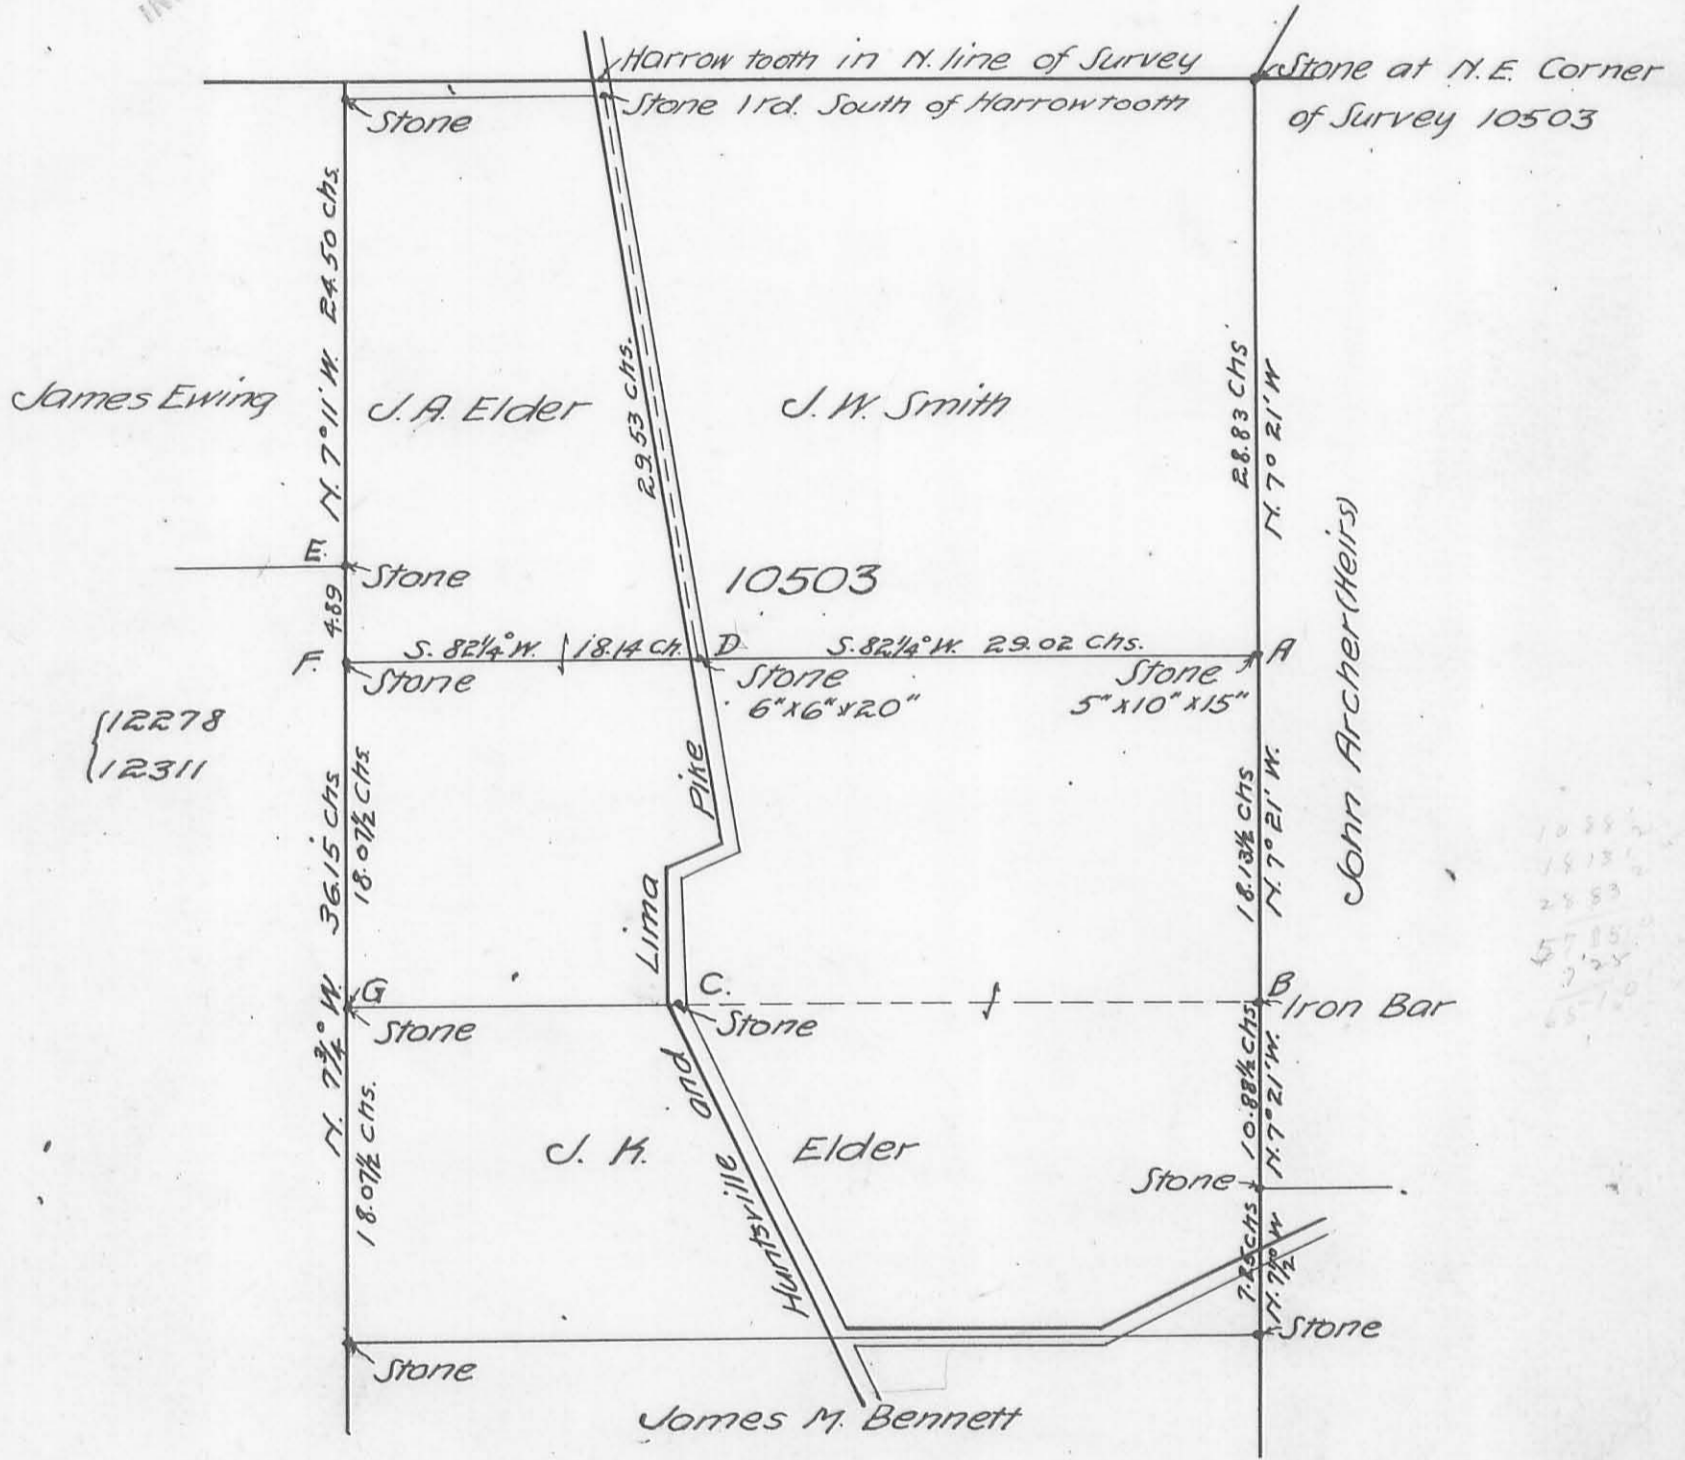 Harrow tooth in N. line of Survey
Stone at N.E. Corner
of Survey 10503
Stone 1rd. South of Harrow tooth
Stone
N. 7°11' W. 24.50 chs.
29.53 chs.
28.83 Chs
N. 7° 21' W
James Ewing
J. A. Elder
J. W. Smith
John Archer (Heirs)
E.
Stone
10503
4.89
F.
S. 82¼° W. 18.14 Ch.
D
S. 82¼° W. 29.02 Chs.
A
Stone
Stone
6"x6"x20"
Stone
5"x10"x15"
{12278
12311
N. 7¾° W. 36.15 chs
18.07½ Chs.
Huntsville and Lima Pike
18.13½ Chs
N. 7° 21' W.
G
Stone
C.
Stone
B
Iron Bar
18.07½ chs.
10.88½ chs
N. 7° 21' W.
J. K. Elder
Stone
7.25 chs
N. 7½° W
Stone
Stone
James M. Bennett